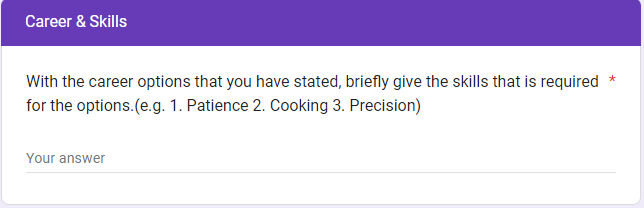 Career & Skills
With the career options that you have stated, briefly give the skills that is required *
for the options.(e.g. 1. Patience 2. Cooking 3. Precision)
Your answer